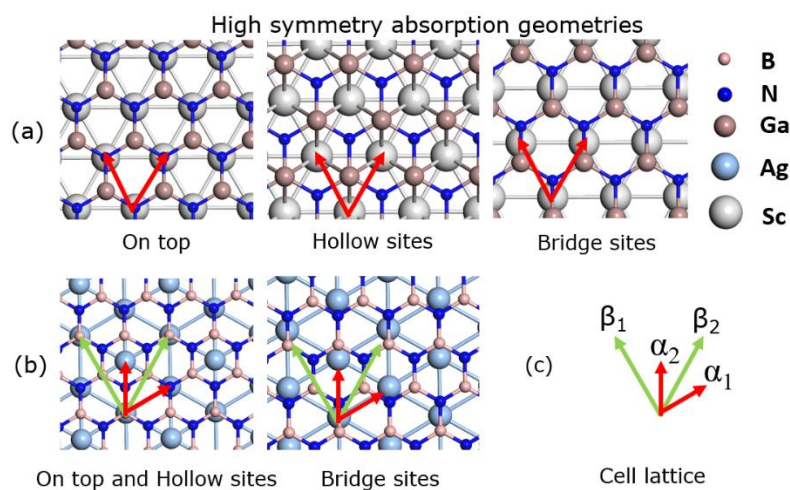 High symmetry absorption geometries
(a)
On top
Hollow sites
Bridge sites
B
N
Ga
Ag
Sc
(b)
On top and Hollow sites
Bridge sites
(c)
β1
β2
α2
α1
Cell lattice